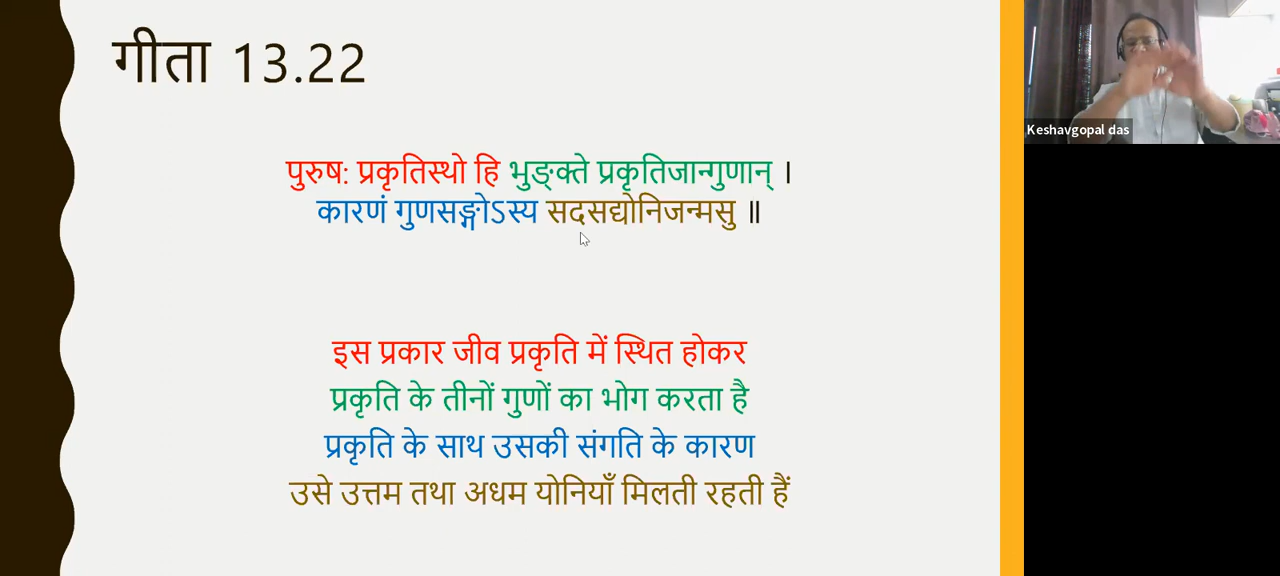 गीता 13.22
पुरुष: प्रकृतिस्थो हि भुङ्क्ते प्रकृतिजान्गुणान् ।
कारणं गुणसङ्गोऽस्य सदसद्योनिजन्मसु ॥
इस प्रकार जीव प्रकृति में स्थित होकर
प्रकृति के तीनों गुणों का भोग करता है
प्रकृति के साथ उसकी संगति के कारण
उसे उत्तम तथा अधम योनियाँ मिलती रहती हैं
Keshavgopal das